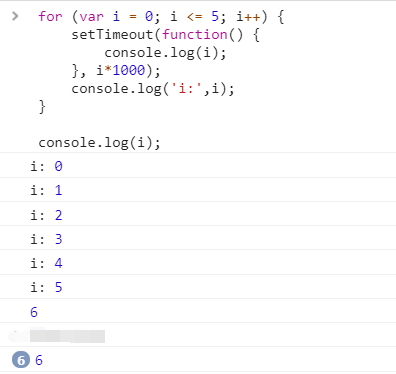 for (var i = 0; i <= 5; i++) {
setTimeout(function() {
console.log(i);
}, i*1000);
console.log('i:',i);
}
console.log(i);
i: 0
i: 1
i: 2
i: 3
i: 4
i: 5
6
6 6